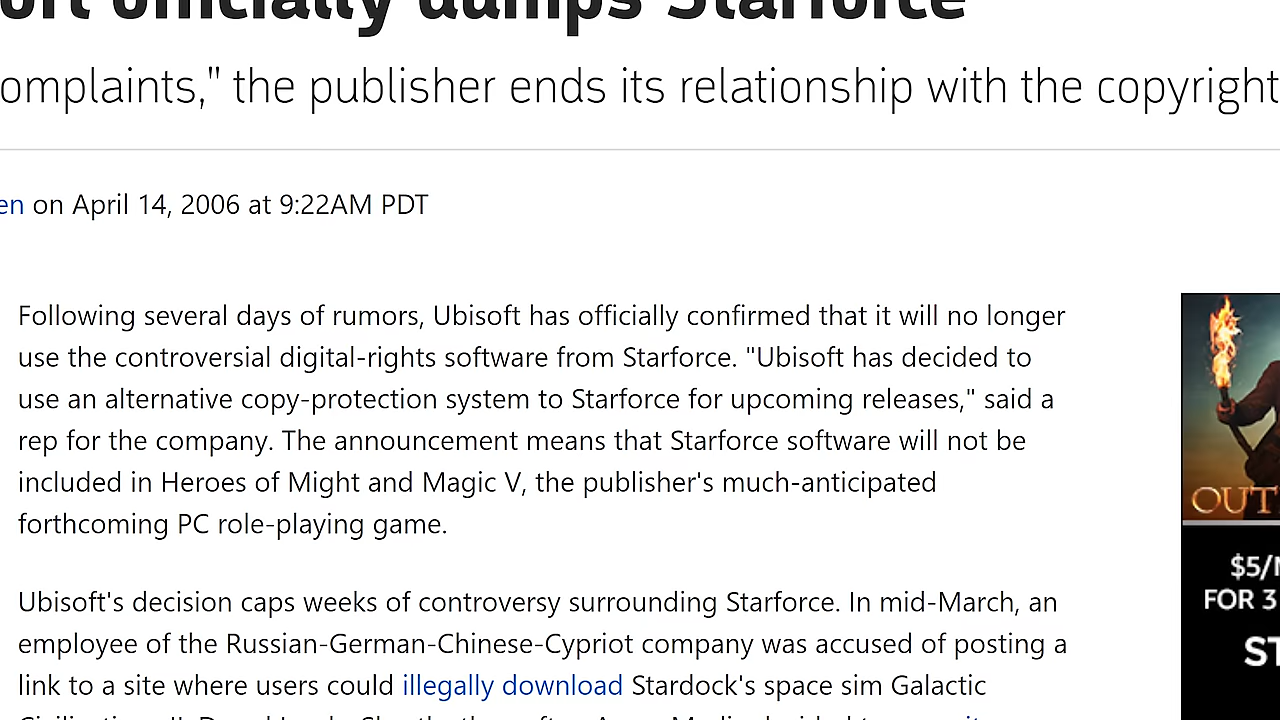 officially dumps Starforce
omplaints," the publisher ends its relationship with the copyright
en on April 14, 2006 at 9:22AM PDT
Following several days of rumors, Ubisoft has officially confirmed that it will no longer
use the controversial digital-rights software from Starforce. "Ubisoft has decided to
use an alternative copy-protection system to Starforce for upcoming releases," said a
rep for the company. The announcement means that Starforce software will not be
included in Heroes of Might and Magic V, the publisher's much-anticipated
forthcoming PC role-playing game.
Ubisoft's decision caps weeks of controversy surrounding Starforce. In mid-March, an
employee of the Russian-German-Chinese-Cypriot company was accused of posting a
link to a site where users could illegally download Stardock's space sim Galactic
OUT
$5/
FOR 3
ST